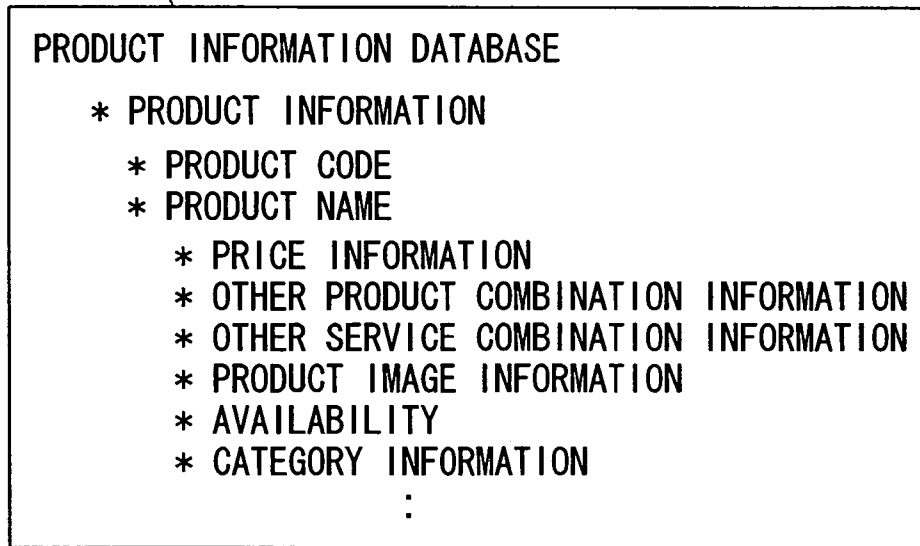 PRODUCT INFORMATION DATABASE
* PRODUCT INFORMATION
* PRODUCT CODE
* PRODUCT NAME
* PRICE INFORMATION
* OTHER PRODUCT COMBINATION INFORMATION
* OTHER SERVICE COMBINATION INFORMATION
* PRODUCT IMAGE INFORMATION
* AVAILABILITY
* CATEGORY INFORMATION
: